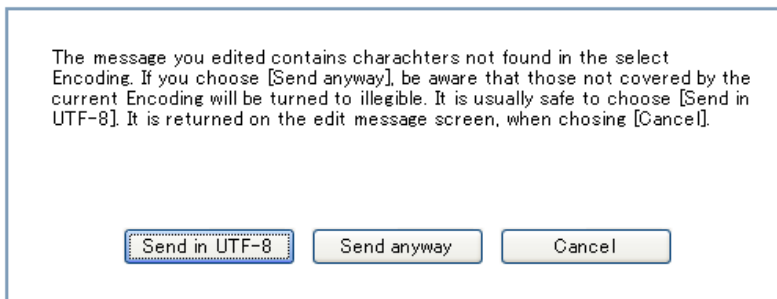 The message you edited contains charachters not found in the select
Encoding. If you choose [Send anyway], be aware that those not covered by the
current Encoding will be turned to illegible. It is usually safe to choose [Send in
UTF-8]. It is returned on the edit message screen, when chosing [Cancel].
Send in UTF-8 Send anyway Cancel